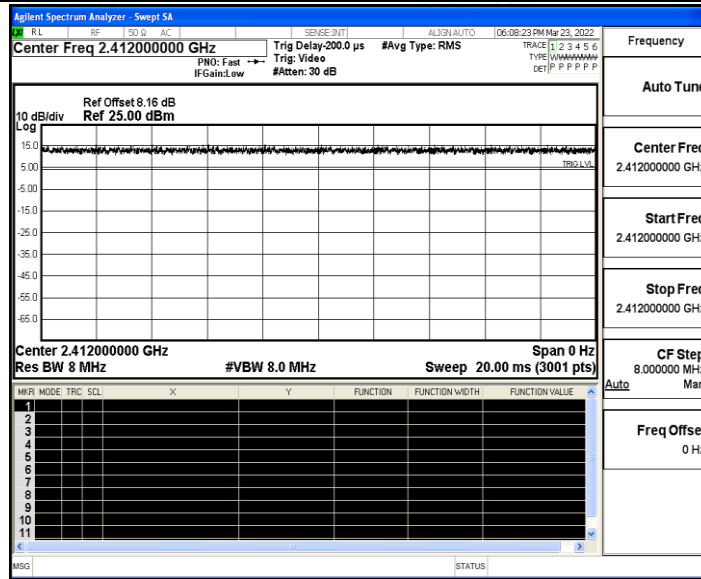 Agilent Spectrum Analyzer - Swept SA
RL RF 50 Ω AC SENSE:INT ALIGN AUTO 06:08:23 PM Mar 23, 2022
Center Freq 2.412000000 GHz
PNO: Fast
IFGain:Low
Trig Delay-200.0 µs
Trig: Video
#Atten: 30 dB
#Avg Type: RMS
TRACE 1 2 3 4 5 6
TYPE
DET P P P P P P
Ref Offset 8.16 dB
10 dB/div Ref 25.00 dBm
Log
15.0
TRIG LVL
5.00
-5.00
-15.0
-25.0
-35.0
-45.0
-55.0
-65.0
Center 2.412000000 GHz Span 0 Hz
Res BW 8 MHz #VBW 8.0 MHz Sweep 20.00 ms (3001 pts)
MKR MODE TRC SCL X Y FUNCTION FUNCTION WIDTH FUNCTION VALUE
1
2
3
4
5
6
7
8
9
10
11
MSG STATUS
Frequency
Auto Tune
Center Freq
2.412000000 GHz
Start Freq
2.412000000 GHz
Stop Freq
2.412000000 GHz
CF Step
8.000000 MHz
Auto Man
Freq Offset
0 Hz